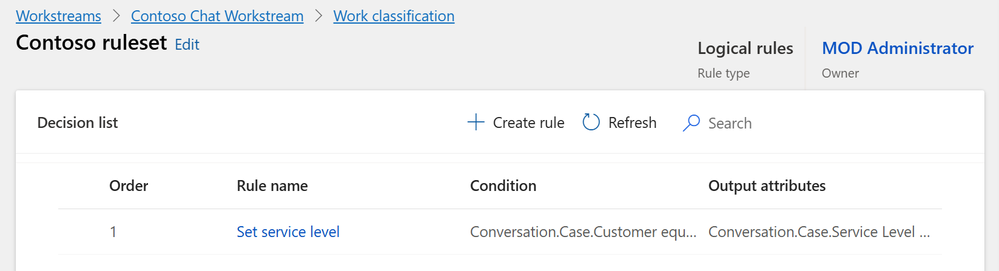 Workstreams > Contoso Chat Workstream > Work classification
Contoso ruleset Edit
Logical rules MOD Administrator
Rule type Owner
Decision list Create rule Refresh Search
Order Rule name Condition Output attributes
1 Set service level Conversation.Case.Customer equ... Conversation.Case.Service Level ...